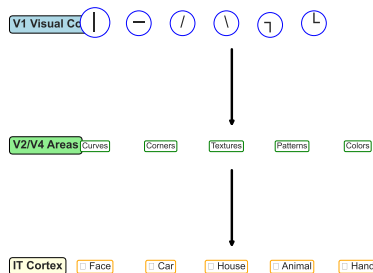 V1 Visual Co
V2/V4 Areas Curves Corners Textures Patterns Colors
IT Cortex Face Car House Animal Hand